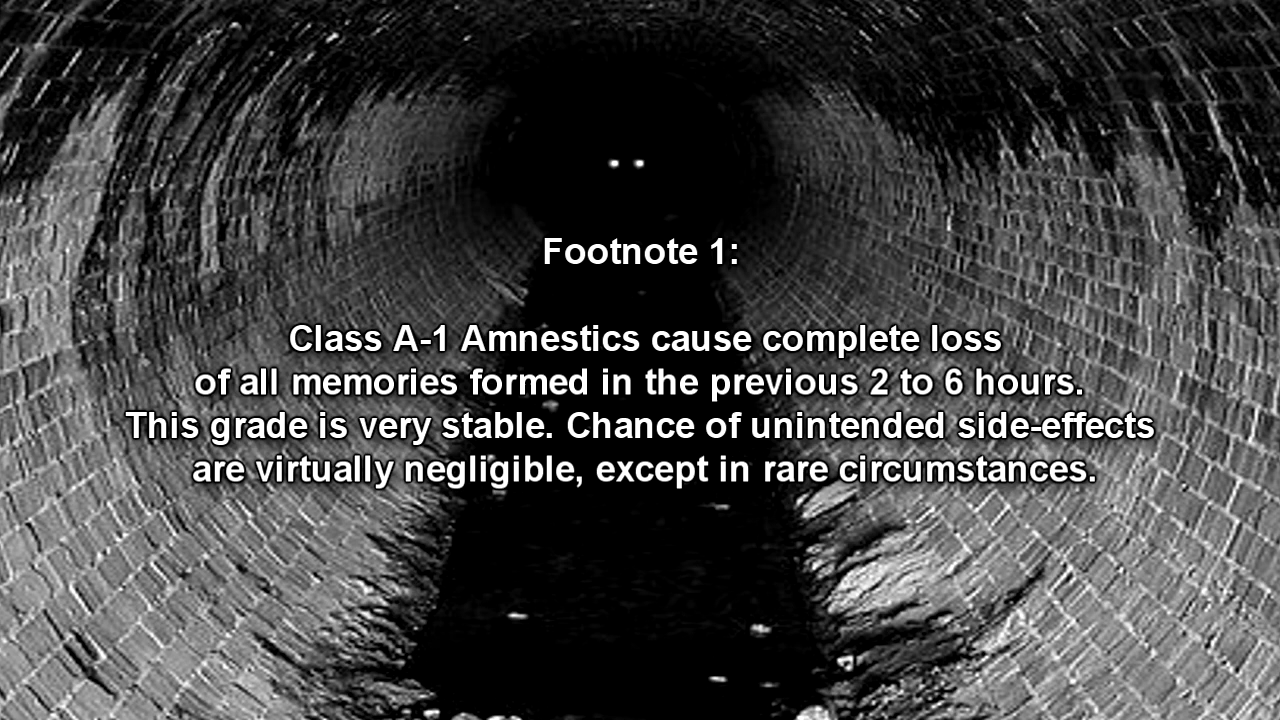 Footnote 1:
Class A-1 Amnestics cause complete loss
of all memories formed in the previous 2 to 6 hours.
This grade is very stable. Chance of unintended side-effects
are virtually negligible, except in rare circumstances.